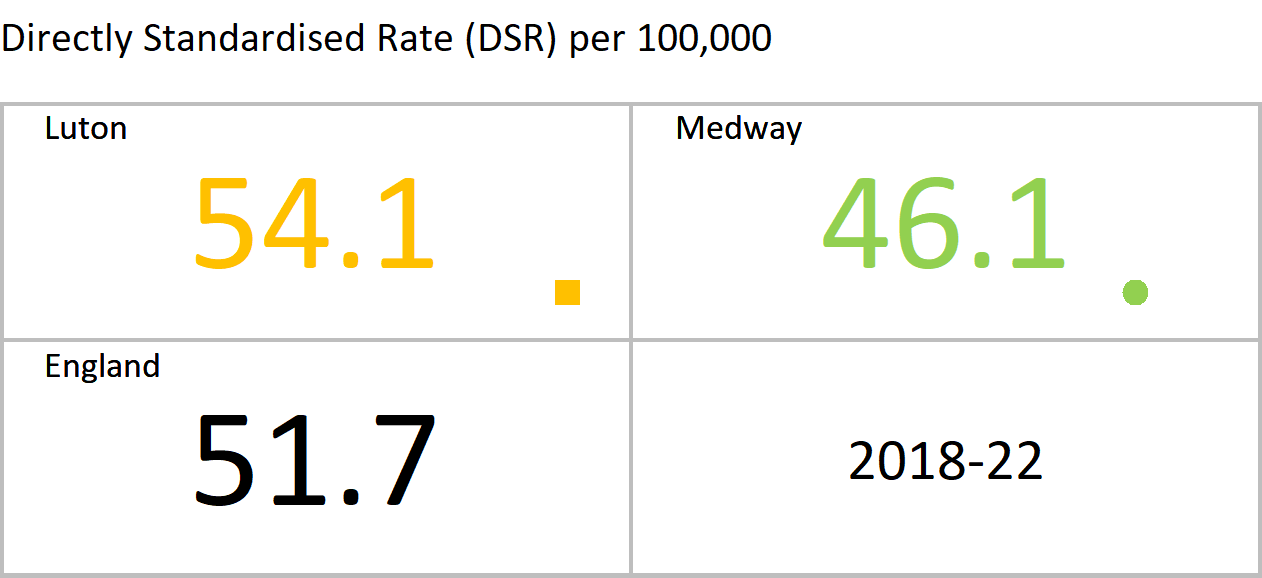 Directly Standardised Rate (DSR) per 100,000
Luton
54.1
Medway
46.1
England
51.7
2018-22